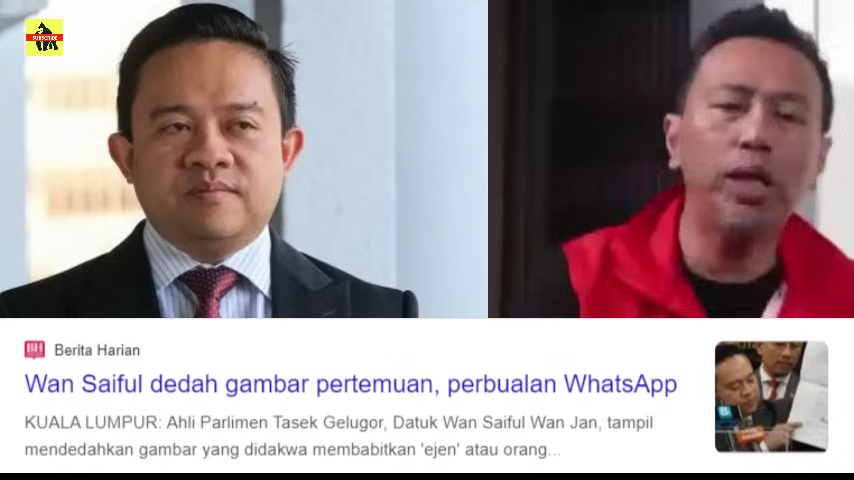 SUBSCRIBE
BH Berita Harian
Wan Saiful dedah gambar pertemuan, perbualan WhatsApp
KUALA LUMPUR: Ahli Parlimen Tasek Gelugor, Datuk Wan Saiful Wan Jan, tampil
mendedahkan gambar yang didakwa membabitkan 'ejen' atau orang...